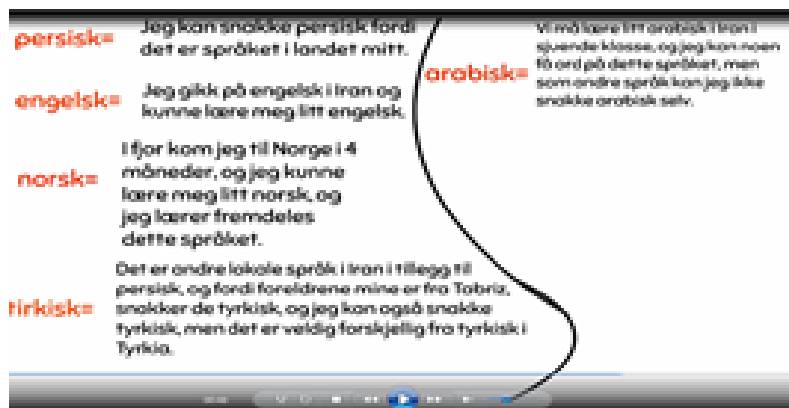 persisk=
Jeg kan snakke persisk fordi
det er språket i landet mitt.
engelsk=
Jeg gikk på engelsk i Iran og
kunne lære meg litt engelsk.
norsk=
I fjor kom jeg til Norge i 4
måneder, og jeg kunne
lære meg litt norsk, og
jeg lærer fremdeles
dette språket.
tirkisk=
Det er andre lokale språk i Iran i tillegg til
persisk, og fordi foreldrene mine er fra Tabriz,
snakker de tyrkisk, og jeg kan også snakke
tyrkisk, men det er veldig forskjellig fra tyrkisk i
Tyrkia.
arabisk=
Vi må lære litt arabisk i Iran i
sjuende klasse, og jeg kan noen
få ord på dette språket, men
som andre språk kan jeg ikke
snakke arabisk selv.